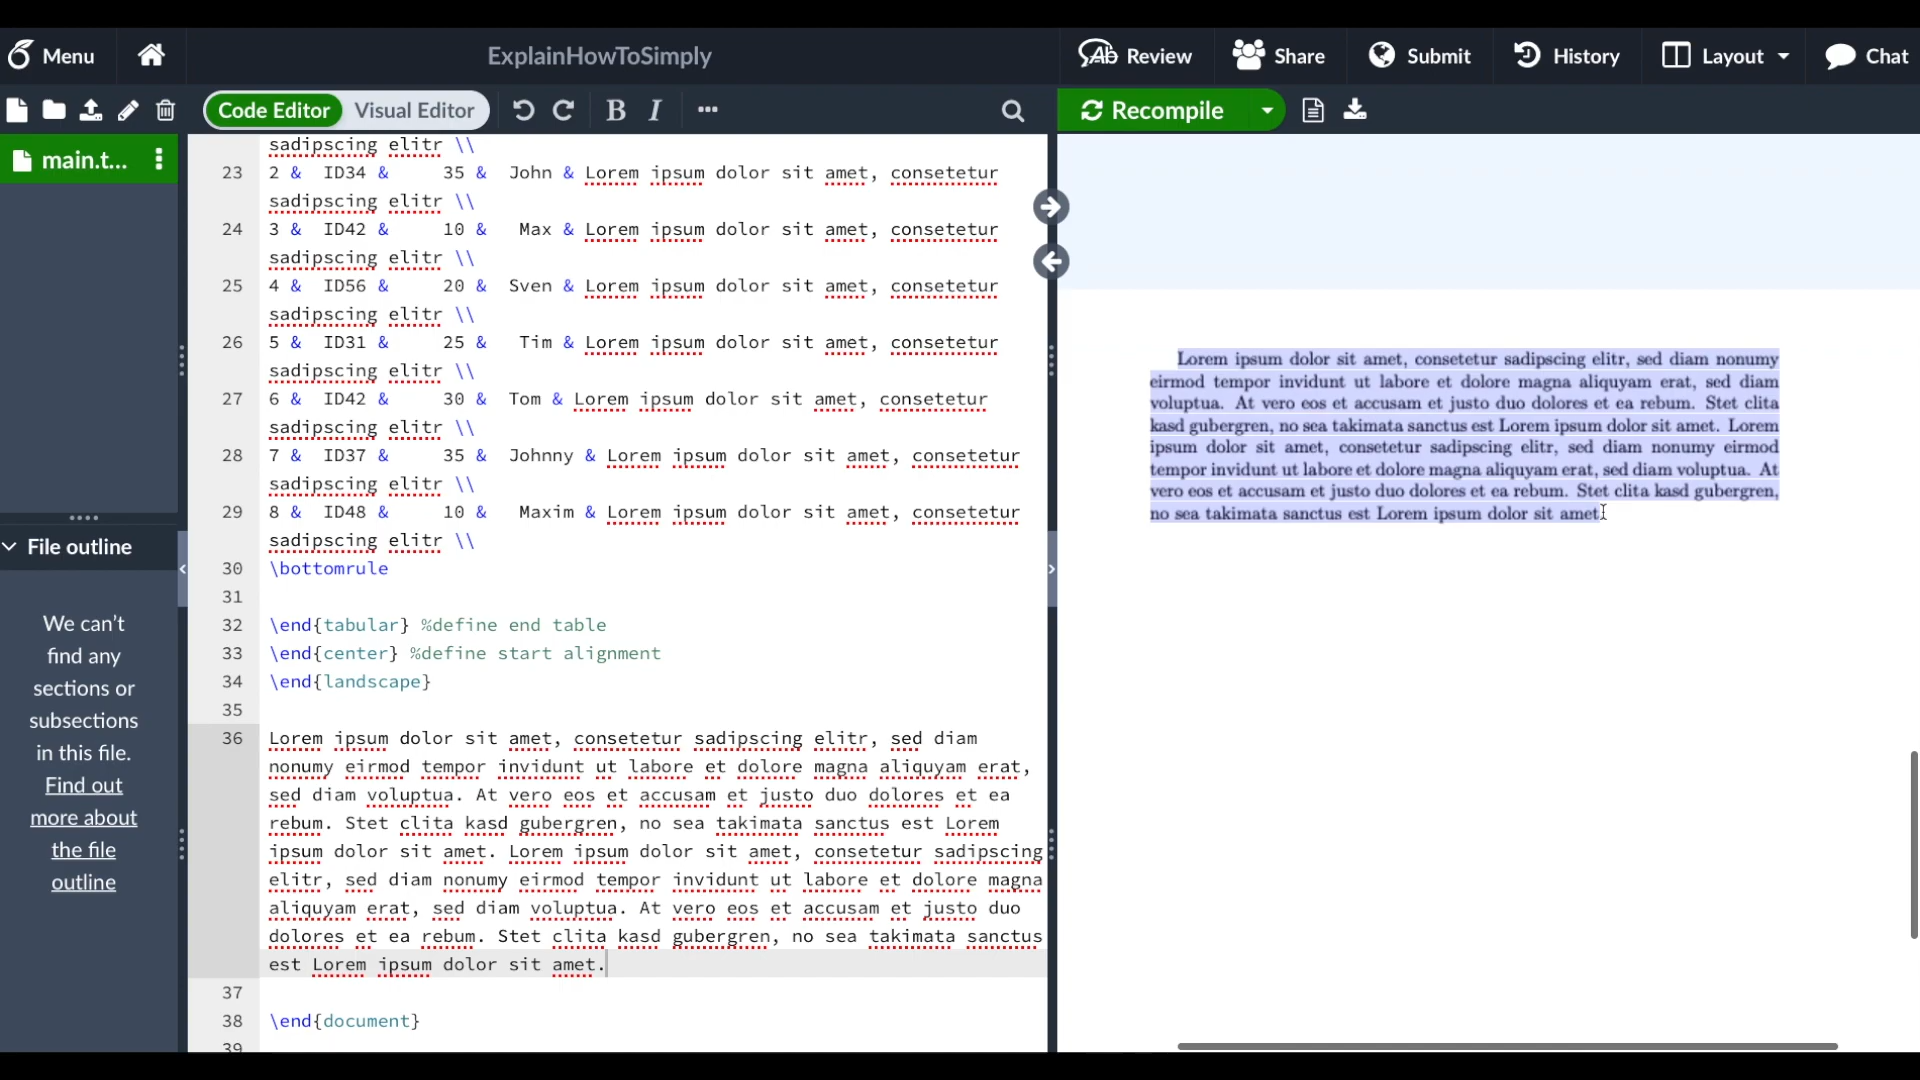 Menu
ExplainHowToSimply
Review
Share
Submit
History
Layout
Chat
Code Editor
Visual Editor
B I ...
Recompile
main.t...
File outline
We can't
find any
sections or
subsections
in this file.
Find out
more about
the file
outline
sadipscing elitr \\
23 2 & ID34 & 35 & John & Lorem ipsum dolor sit amet, consetetur
sadipscing elitr \\
24 3 & ID42 & 10 & Max & Lorem ipsum dolor sit amet, consetetur
sadipscing elitr \\
25 4 & ID56 & 20 & Sven & Lorem ipsum dolor sit amet, consetetur
sadipscing elitr \\
26 5 & ID31 & 25 & Tim & Lorem ipsum dolor sit amet, consetetur
sadipscing elitr \\
27 6 & ID42 & 30 & Tom & Lorem ipsum dolor sit amet, consetetur
sadipscing elitr \\
28 7 & ID37 & 35 & Johnny & Lorem ipsum dolor sit amet, consetetur
sadipscing elitr \\
29 8 & ID48 & 10 & Maxim & Lorem ipsum dolor sit amet, consetetur
sadipscing elitr \\
30 \bottomrule
31
32 \end{tabular} %define end table
33 \end{center} %define start alignment
34 \end{landscape}
35
36 Lorem ipsum dolor sit amet, consetetur sadipscing elitr, sed diam
nonumy eirmod tempor invidunt ut labore et dolore magna aliquyam erat,
sed diam voluptua. At vero eos et accusam et justo duo dolores et ea
rebum. Stet clita kasd gubergren, no sea takimata sanctus est Lorem
ipsum dolor sit amet. Lorem ipsum dolor sit amet, consetetur sadipscing
elitr, sed diam nonumy eirmod tempor invidunt ut labore et dolore magna
aliquyam erat, sed diam voluptua. At vero eos et accusam et justo duo
dolores et ea rebum. Stet clita kasd gubergren, no sea takimata sanctus
est Lorem ipsum dolor sit amet.
37
38 \end{document}
39
Lorem ipsum dolor sit amet, consetetur sadipscing elitr, sed diam nonumy
eirmod tempor invidunt ut labore et dolore magna aliquyam erat, sed diam
voluptua. At vero eos et accusam et justo duo dolores et ea rebum. Stet clita
kasd gubergren, no sea takimata sanctus est Lorem ipsum dolor sit amet. Lorem
ipsum dolor sit amet, consetetur sadipscing elitr, sed diam nonumy eirmod
tempor invidunt ut labore et dolore magna aliquyam erat, sed diam voluptua. At
vero eos et accusam et justo duo dolores et ea rebum. Stet clita kasd gubergren,
no sea takimata sanctus est Lorem ipsum dolor sit amet.